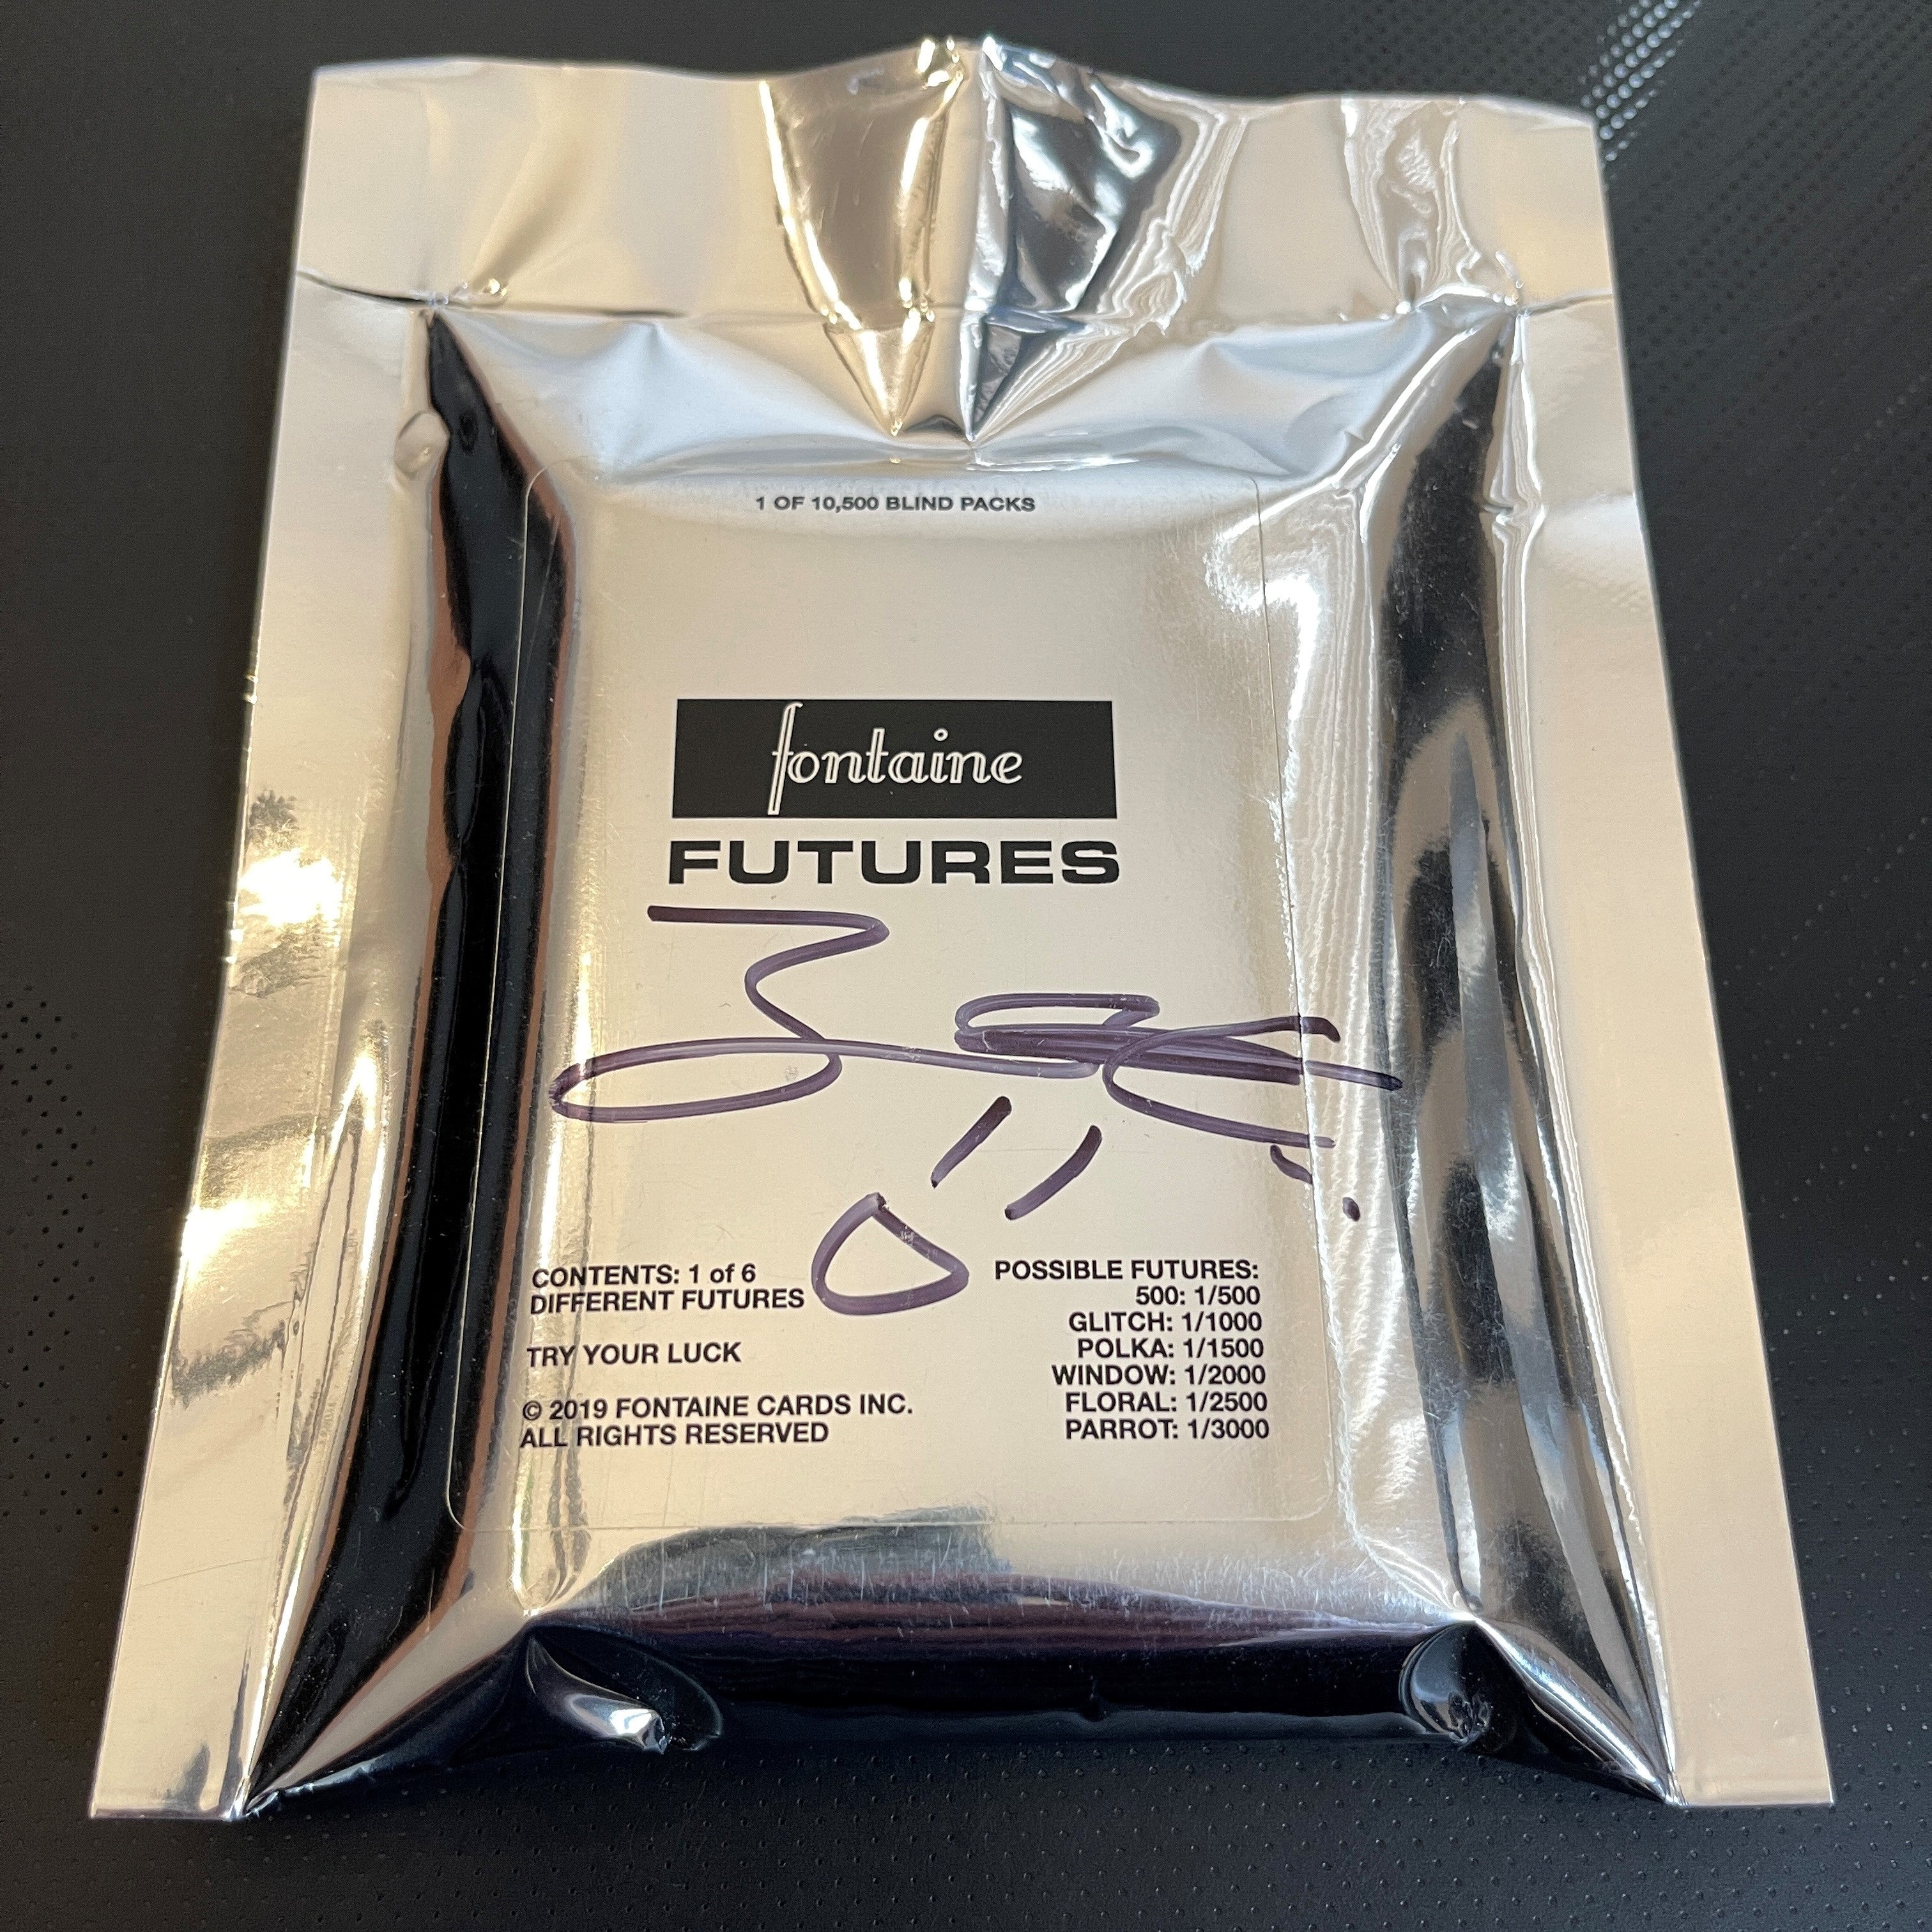 1 OF 10,500 BLIND PACKS
fontaine
FUTURES
CONTENTS: 1 of 6
DIFFERENT FUTURES
TRY YOUR LUCK
© 2019 FONTAINE CARDS INC.
ALL RIGHTS RESERVED
POSSIBLE FUTURES:
500: 1/500
GLITCH: 1/1000
POLKA: 1/1500
WINDOW: 1/2000
FLORAL: 1/2500
PARROT: 1/3000